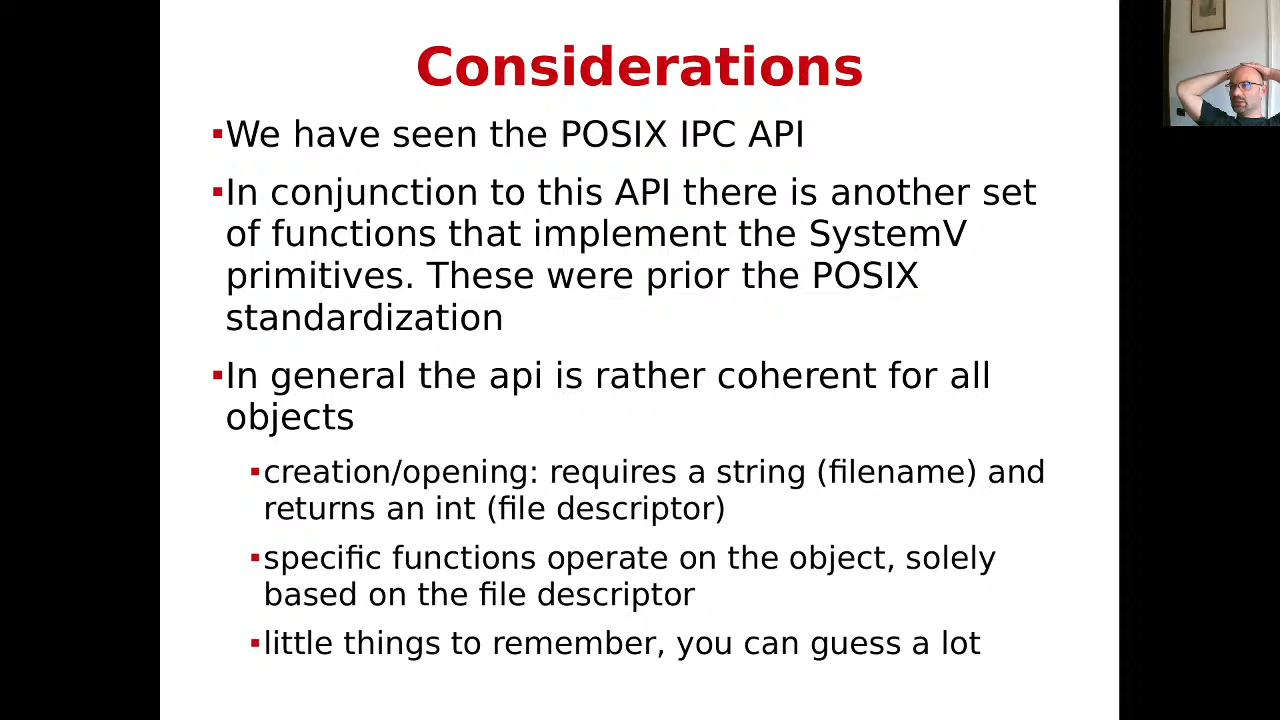 Considerations
▪We have seen the POSIX IPC API
▪In conjunction to this API there is another set
of functions that implement the SystemV
primitives. These were prior the POSIX
standardization
▪In general the api is rather coherent for all
objects
▪creation/opening: requires a string (filename) and
returns an int (file descriptor)
▪specific functions operate on the object, solely
based on the file descriptor
▪little things to remember, you can guess a lot